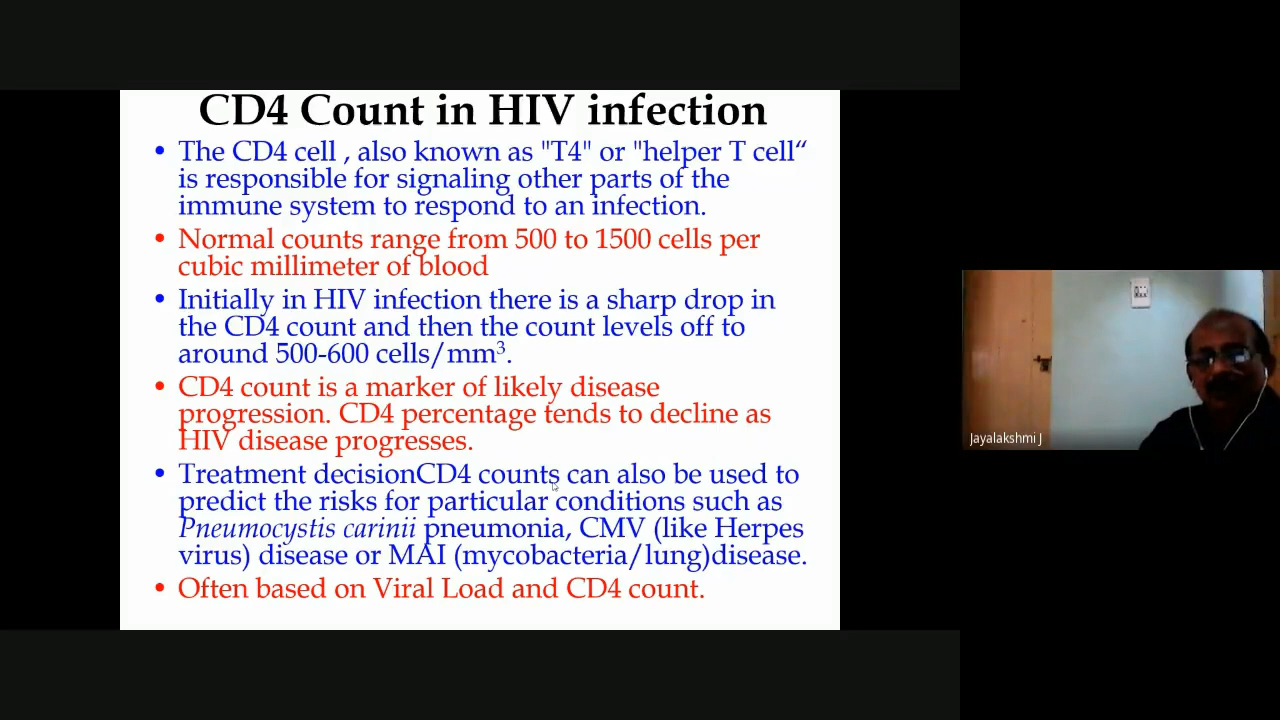 CD4 Count in HIV infection
• The CD4 cell , also known as "T4" or "helper T cell“
is responsible for signaling other parts of the
immune system to respond to an infection.
• Normal counts range from 500 to 1500 cells per
cubic millimeter of blood
• Initially in HIV infection there is a sharp drop in
the CD4 count and then the count levels off to
around 500-600 cells/mm³.
• CD4 count is a marker of likely disease
progression. CD4 percentage tends to decline as
HIV disease progresses.
• Treatment decisionCD4 counts can also be used to
predict the risks for particular conditions such as
Pneumocystis carinii pneumonia, CMV (like Herpes
virus) disease or MAI (mycobacteria/lung)disease.
• Often based on Viral Load and CD4 count.
Jayalakshmi J